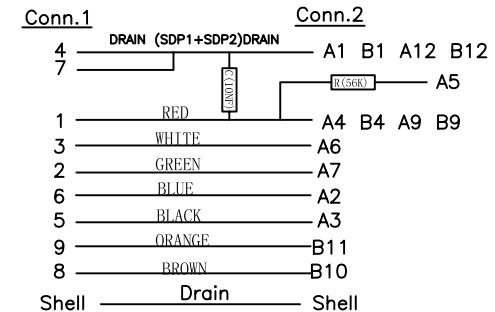 Conn.1 Conn.2
DRAIN (SDP1+SDP2)DRAIN
4 A1 B1 A12 B12
7
C(10NF)
R(56K) A5
1 RED A4 B4 A9 B9
3 WHITE A6
2 GREEN A7
6 BLUE A2
5 BLACK A3
9 ORANGE B11
8 BROWN B10
Shell Drain Shell